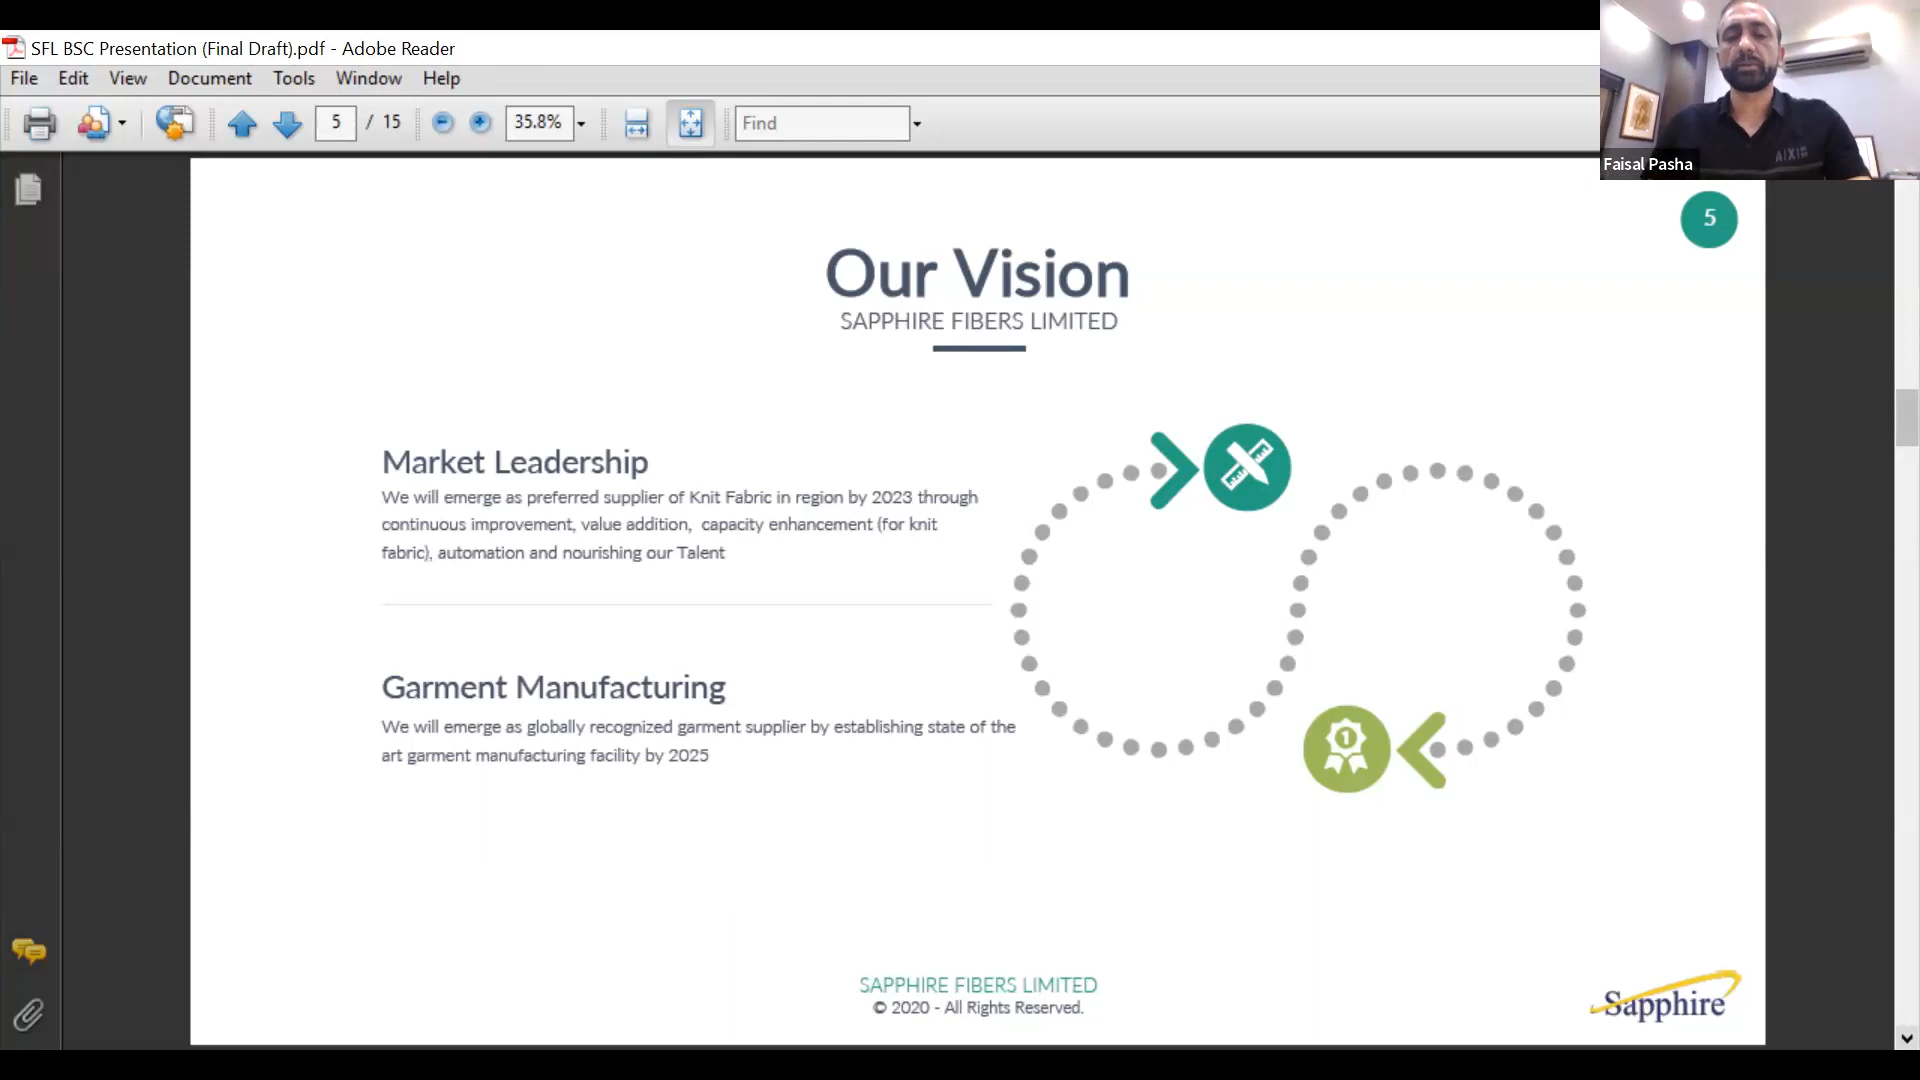 SFL BSC Presentation (Final Draft).pdf - Adobe Reader
File Edit View Document Tools Window Help
5 / 15 35.8% Find
AIXI
Faisal Pasha
5
Our Vision
SAPPHIRE FIBERS LIMITED
Market Leadership
We will emerge as preferred supplier of Knit Fabric in region by 2023 through
continuous improvement, value addition, capacity enhancement (for knit
fabric), automation and nourishing our Talent
Garment Manufacturing
We will emerge as globally recognized garment supplier by establishing state of the
art garment manufacturing facility by 2025
1
SAPPHIRE FIBERS LIMITED
© 2020 - All Rights Reserved.
Sapphire